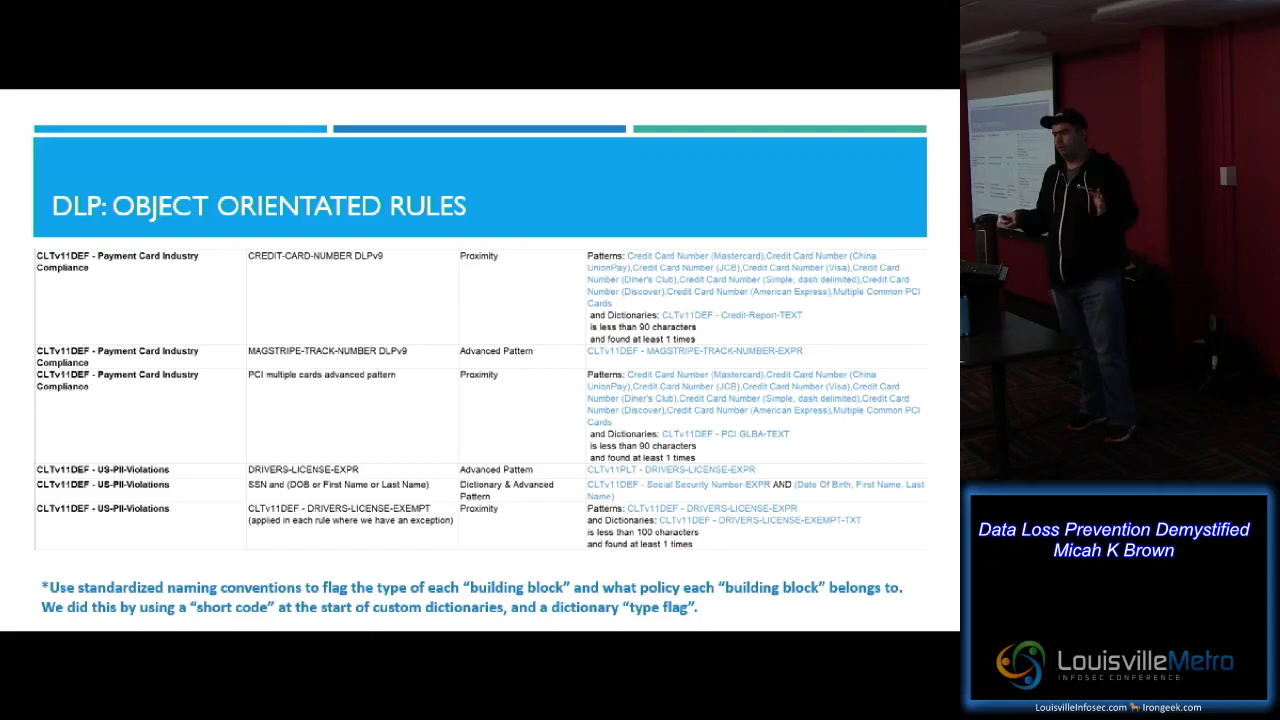 DLP: OBJECT ORIENTATED RULES
CLTv11DEF - Payment Card Industry
Compliance
CREDIT-CARD-NUMBER DLPv9
Proximity
Patterns: Credit Card Number (Mastercard),Credit Card Number (China
UnionPay),Credit Card Number (JCB),Credit Card Number (Visa),Credit Card
Number (Diner's Club),Credit Card Number (Simple, dash delimited),Credit Card
Number (Discover),Credit Card Number (American Express),Multiple Common PCI
Cards
and Dictionaries: CLTv11DEF - Credit-Report-TEXT
is less than 90 characters
and found at least 1 times
CLTv11DEF - Payment Card Industry
Compliance
MAGSTRIPE-TRACK-NUMBER DLPv9
Advanced Pattern
CLTv11DEF - MAGSTRIPE-TRACK-NUMBER-EXPR
CLTv11DEF - Payment Card Industry
Compliance
PCI multiple cards advanced pattern
Proximity
Patterns: Credit Card Number (Mastercard),Credit Card Number (China
UnionPay),Credit Card Number (JCB),Credit Card Number (Visa),Credit Card
Number (Diner's Club),Credit Card Number (Simple, dash delimited),Credit Card
Number (Discover),Credit Card Number (American Express),Multiple Common PCI
Cards
and Dictionaries: CLTv11DEF - PCI GLBA-TEXT
is less than 90 characters
and found at least 1 times
CLTv11DEF - US-PII-Violations
DRIVERS-LICENSE-EXPR
Advanced Pattern
CLTv11PLT - DRIVERS-LICENSE-EXPR
CLTv11DEF - US-PII-Violations
SSN and (DOB or First Name or Last Name)
Dictionary & Advanced
Pattern
CLTv11DEF - Social Security Number-EXPR AND (Date Of Birth, First Name. Last
Name)
CLTv11DEF - US-PII-Violations
CLTv11DEF - DRIVERS-LICENSE-EXEMPT
(applied in each rule where we have an exception)
Proximity
Patterns: CLTv11DEF - DRIVERS-LICENSE-EXPR
and Dictionaries: CLTv11DEF - DRIVERS-LICENSE-EXEMPT-TXT
is less than 100 characters
and found at least 1 times
*Use standardized naming conventions to flag the type of each “building block” and what policy each “building block” belongs to.
We did this by using a “short code” at the start of custom dictionaries, and a dictionary “type flag”.
Data Loss Prevention Demystified
Micah K Brown
LouisvilleMetro
INFOSEC CONFERENCE
LouisvilleInfosec.com Irongeek.com